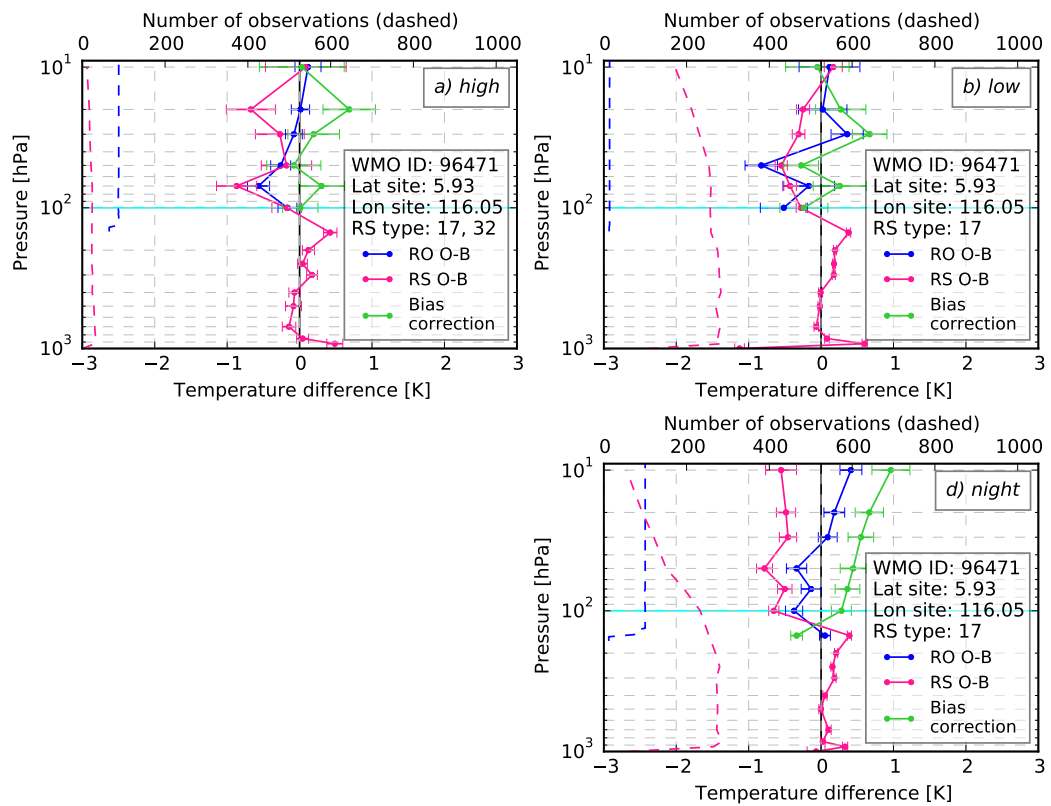 Number of observations (dashed)
0 200 400 600 800 1000
10¹
10²
10³
Pressure [hPa]
a) high
WMO ID: 96471
Lat site: 5.93
Lon site: 116.05
RS type: 17, 32
RO O-B
RS O-B
Bias
correction
−3 −2 −1 0 1 2 3
Temperature difference [K]
Number of observations (dashed)
0 200 400 600 800 1000
10¹
10²
10³
Pressure [hPa]
b) low
WMO ID: 96471
Lat site: 5.93
Lon site: 116.05
RS type: 17
RO O-B
RS O-B
Bias
correction
−3 −2 −1 0 1 2 3
Temperature difference [K]
Number of observations (dashed)
0 200 400 600 800 1000
10¹
10²
10³
Pressure [hPa]
d) night
WMO ID: 96471
Lat site: 5.93
Lon site: 116.05
RS type: 17
RO O-B
RS O-B
Bias
correction
−3 −2 −1 0 1 2 3
Temperature difference [K]